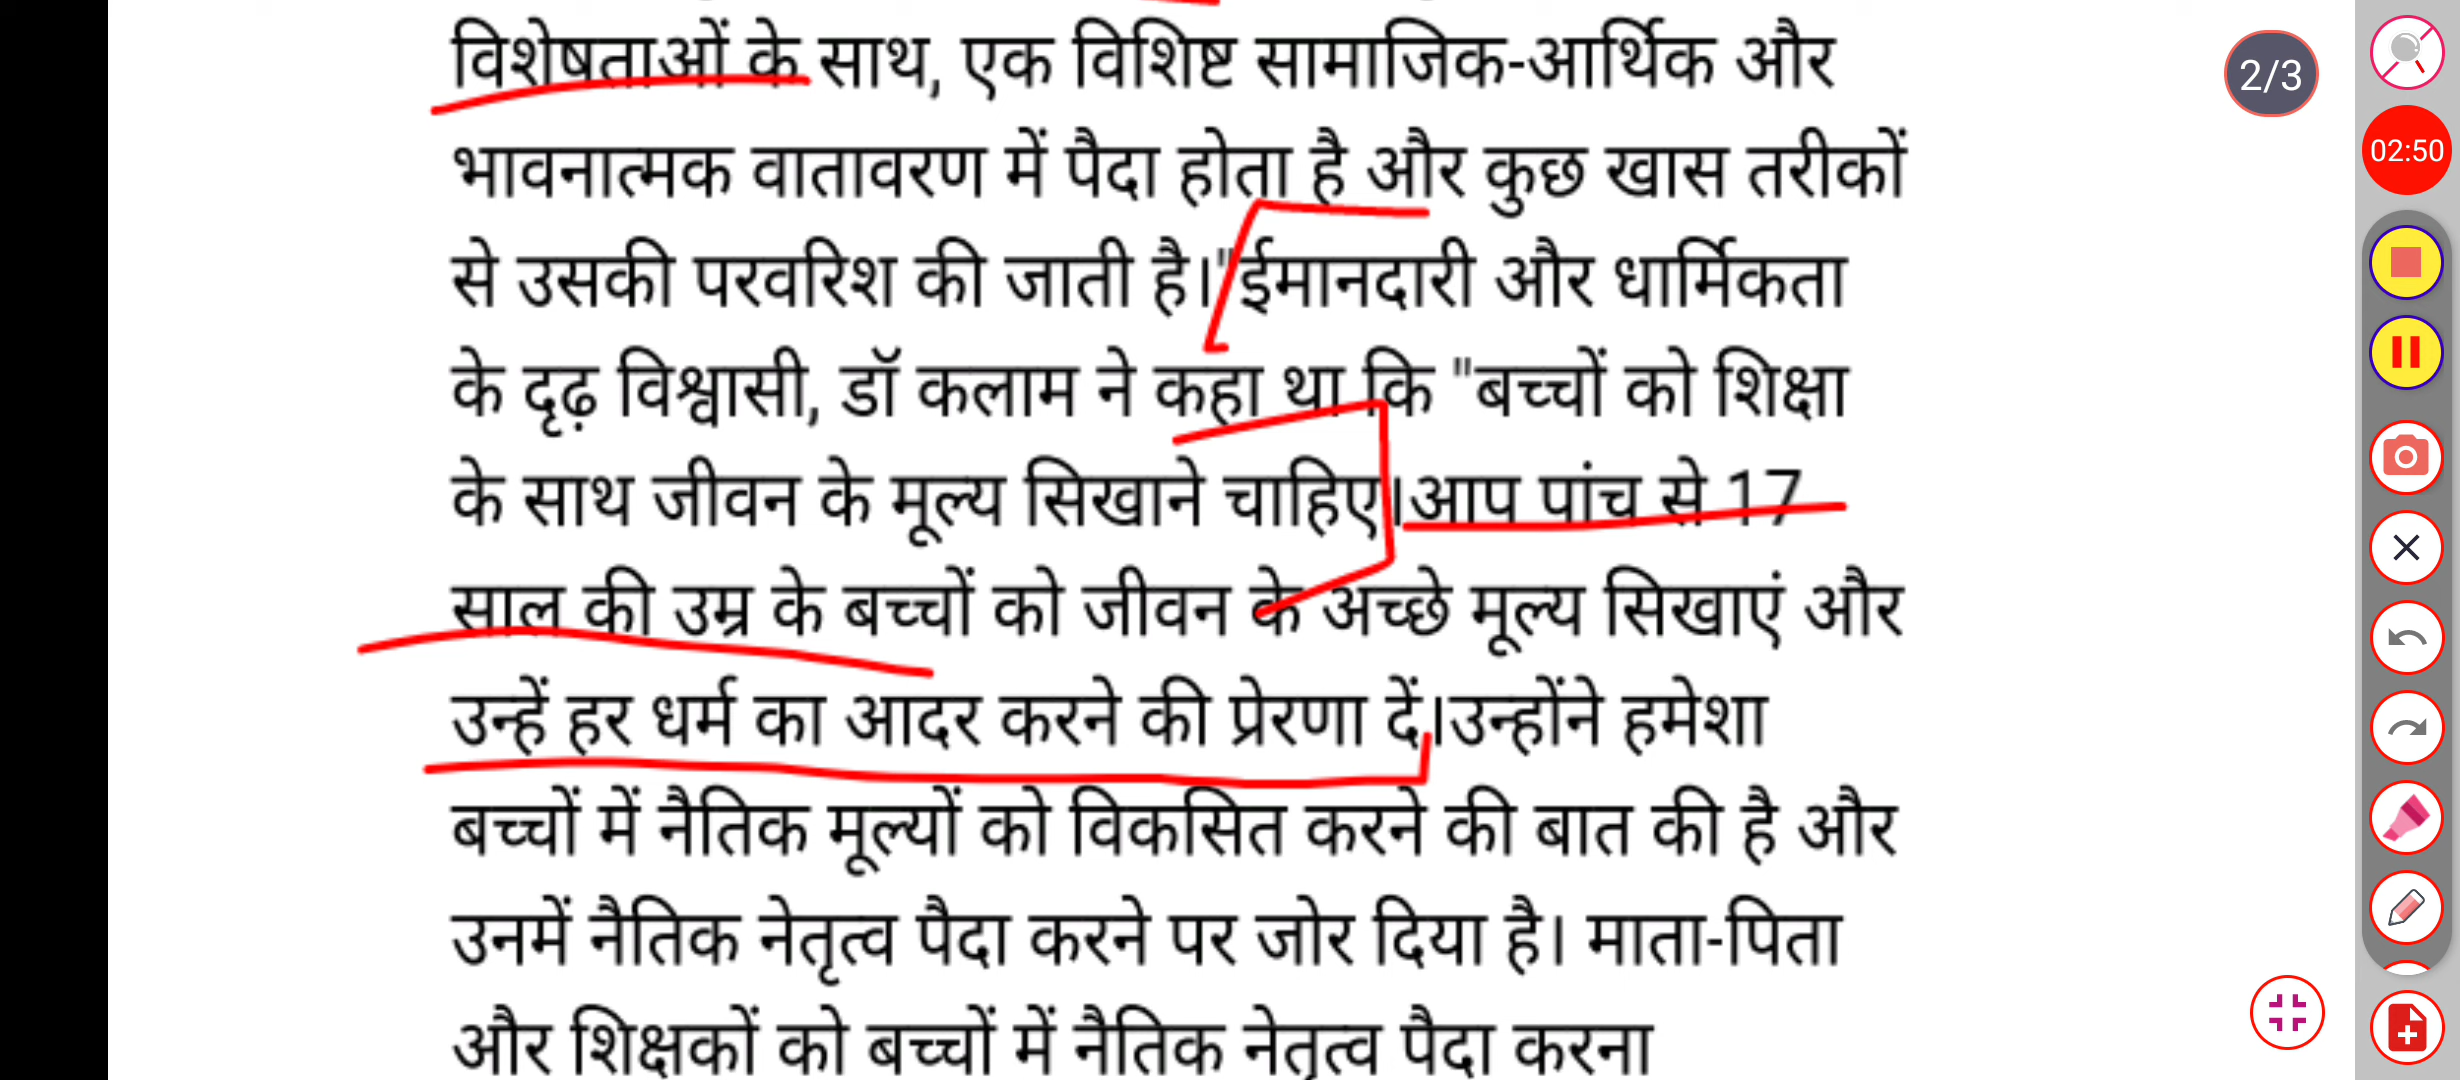 विशेषताओं के साथ, एक विशिष्ट सामाजिक-आर्थिक और
भावनात्मक वातावरण में पैदा होता है और कुछ खास तरीकों
से उसकी परवरिश की जाती है।"ईमानदारी और धार्मिकता
के दृढ़ विश्वासी, डॉ कलाम ने कहा था कि "बच्चों को शिक्षा
के साथ जीवन के मूल्य सिखाने चाहिए।आप पांच से 17
साल की उम्र के बच्चों को जीवन के अच्छे मूल्य सिखाएं और
उन्हें हर धर्म का आदर करने की प्रेरणा दें।उन्होंने हमेशा
बच्चों में नैतिक मूल्यों को विकसित करने की बात की है और
उनमें नैतिक नेतृत्व पैदा करने पर जोर दिया है। माता-पिता
और शिक्षकों को बच्चों में नैतिक नेतृत्व पैदा करना
2/3
02:50